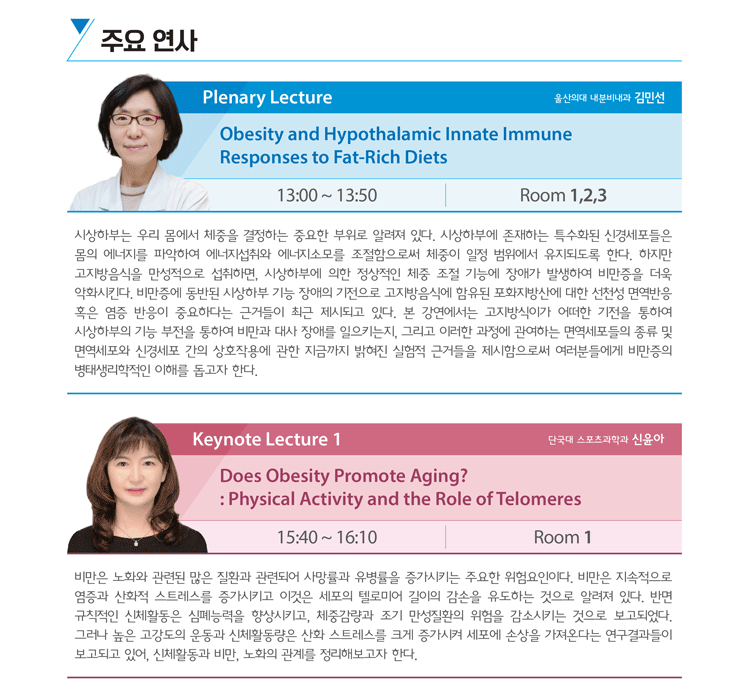 주요 연사
Plenary Lecture
울산의대 내분비내과 김민선
Obesity and Hypothalamic Innate Immune
Responses to Fat-Rich Diets
13:00 ~ 13:50
Room 1,2,3
시상하부는 우리 몸에서 체중을 결정하는 중요한 부위로 알려져 있다. 시상하부에 존재하는 특수화된 신경세포들은
몸의 에너지를 파악하여 에너지섭취와 에너지소모를 조절함으로써 체중이 일정 범위에서 유지되도록 한다. 하지만
고지방음식을 만성적으로 섭취하면, 시상하부에 의한 정상적인 체중 조절 기능에 장애가 발생하여 비만증을 더욱
악화시킨다. 비만증에 동반된 시상하부 기능 장애의 기전으로 고지방음식에 함유된 포화지방산에 대한 선천성 면역반응
혹은 염증 반응이 중요하다는 근거들이 최근 제시되고 있다. 본 강연에서는 고지방식이가 어떠한 기전을 통하여
시상하부의 기능 부전을 통하여 비만과 대사 장애를 일으키는지, 그리고 이러한 과정에 관여하는 면역세포들의 종류 및
면역세포와 신경세포 간의 상호작용에 관한 지금까지 밝혀진 실험적 근거들을 제시함으로써 여러분들에게 비만증의
병태생리학적인 이해를 돕고자 한다.
Keynote Lecture 1
단국대 스포츠과학과 신윤아
Does Obesity Promote Aging?
: Physical Activity and the Role of Telomeres
15:40 ~ 16:10
Room 1
비만은 노화와 관련된 많은 질환과 관련되어 사망률과 유병률을 증가시키는 주요한 위험요인이다. 비만은 지속적으로
염증과 산화적 스트레스를 증가시키고 이것은 세포의 텔로미어 길이의 감손을 유도하는 것으로 알려져 있다. 반면
규칙적인 신체활동은 심폐능력을 향상시키고, 체중감량과 조기 만성질환의 위험을 감소시키는 것으로 보고되었다.
그러나 높은 고강도의 운동과 신체활동량은 산화 스트레스를 크게 증가시켜 세포에 손상을 가져온다는 연구결과들이
보고되고 있어, 신체활동과 비만, 노화의 관계를 정리해보고자 한다.